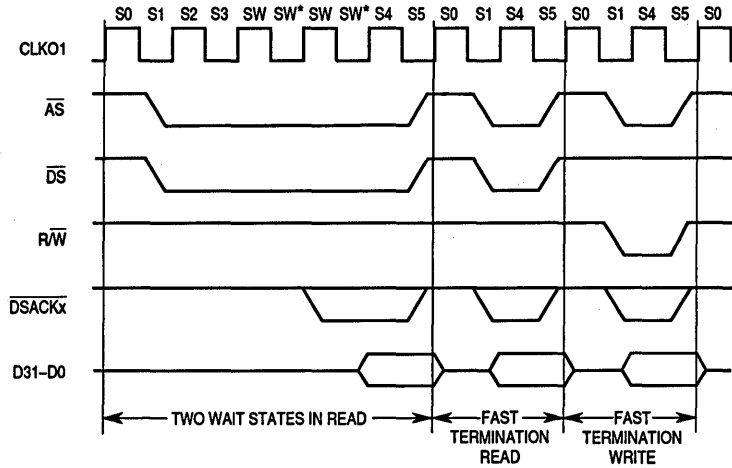 S0 S1 S2 S3 SW SW* SW SW* S4 S5 S0 S1 S4 S5 S0 S1 S4 S5 S0
CLKO1
AS
DS
R/W
DSACKx
D31–D0
TWO WAIT STATES IN READ
FAST
TERMINATION
READ
FAST
TERMINATION
WRITE